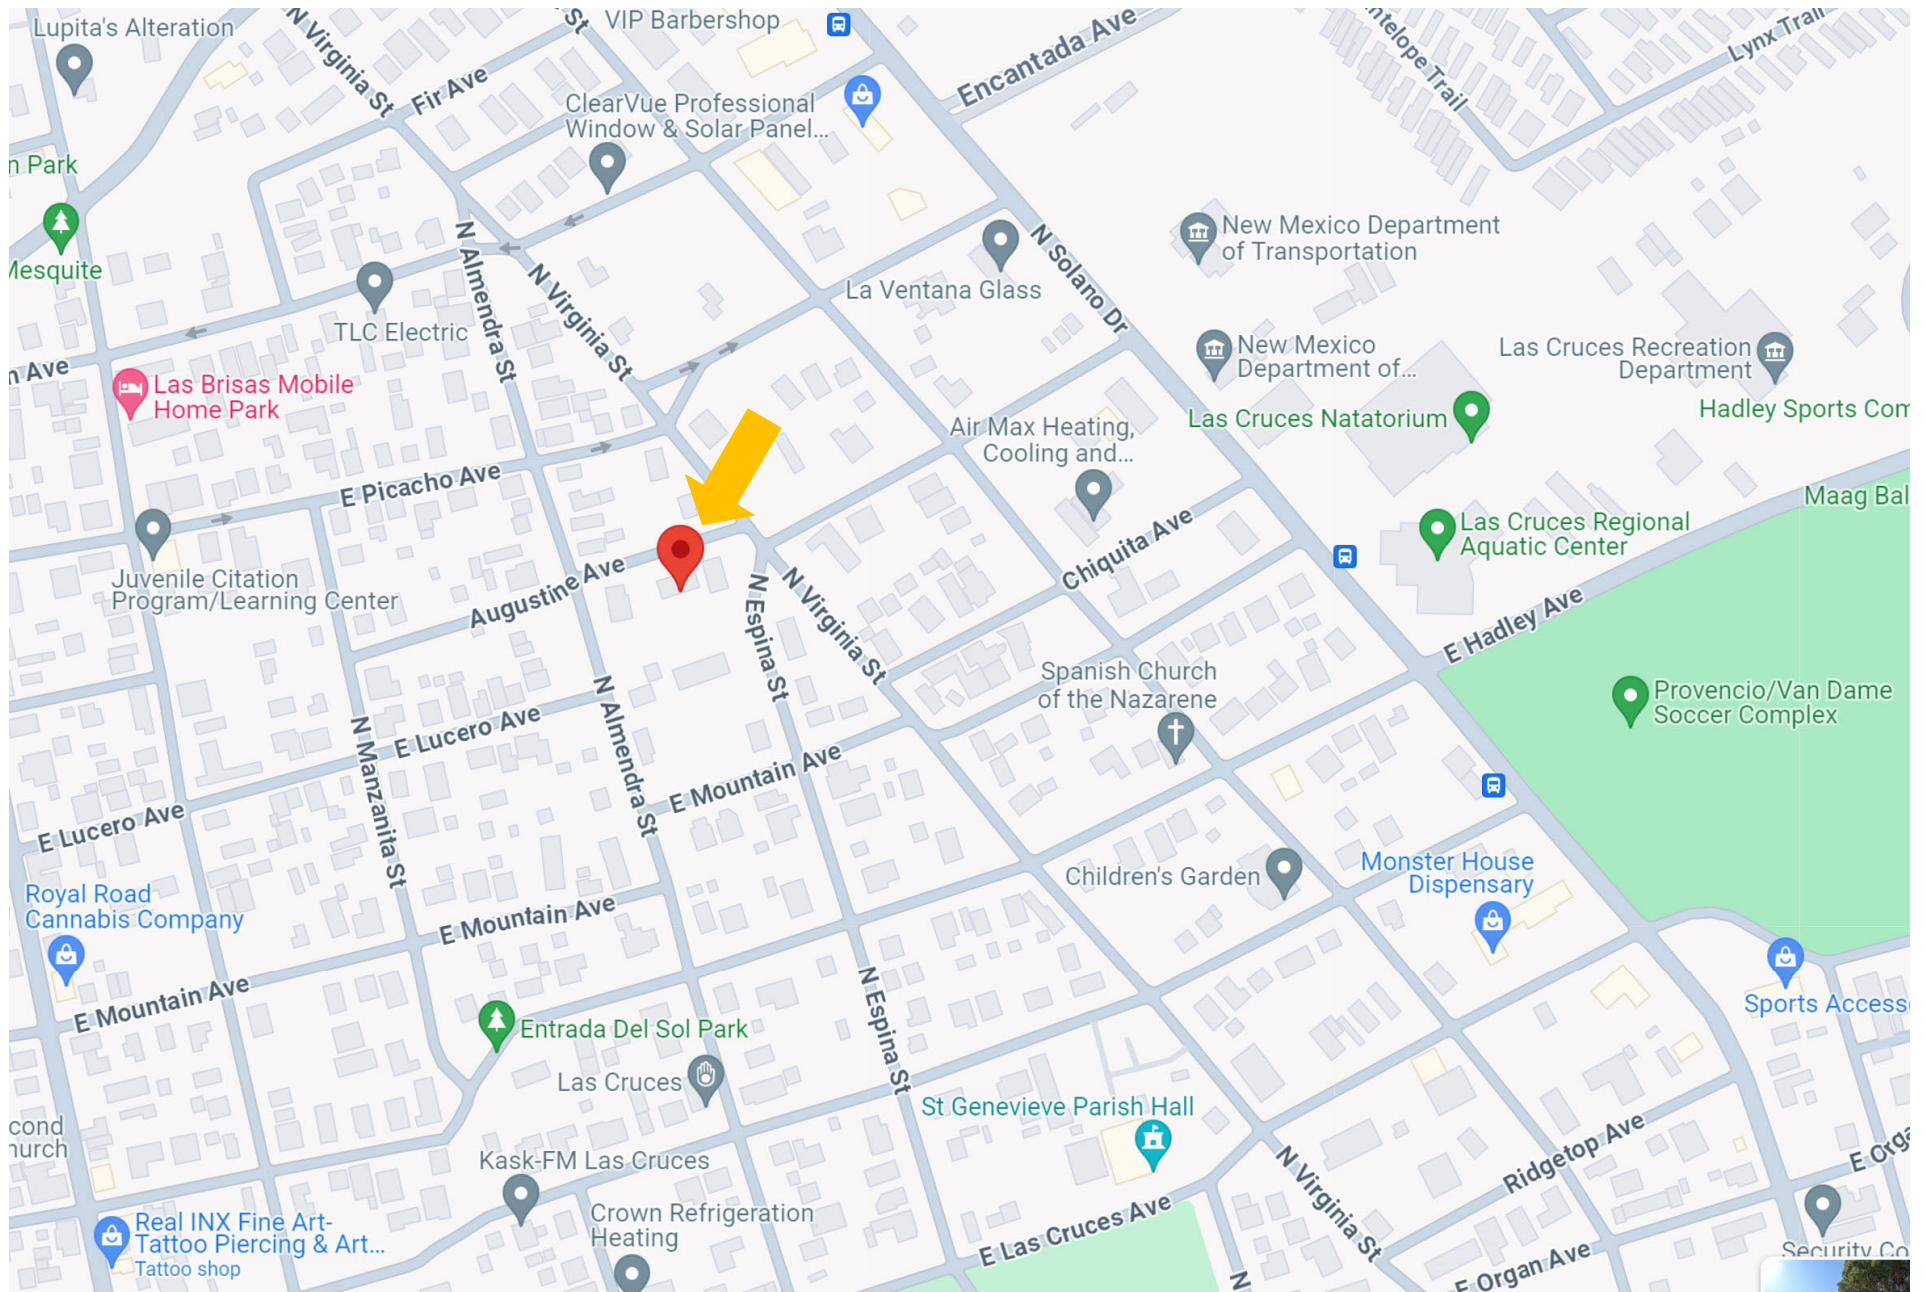 Lupita's Alteration
N Virginia St
St
VIP Barbershop
Encantada Ave
Antelope Trail
Lynx Trail
Fir Ave
ClearVue Professional
Window & Solar Panel...
n Park
Mesquite
N Almendra St
N Virginia St
TLC Electric
La Ventana Glass
N Solano Dr
New Mexico Department
of Transportation
New Mexico
Department of...
Las Cruces Recreation
Department
Las Cruces Natatorium
Hadley Sports Com
n Ave
Las Brisas Mobile
Home Park
Air Max Heating,
Cooling and...
E Picacho Ave
Maag Bal
Las Cruces Regional
Aquatic Center
Chiquita Ave
Juvenile Citation
Program/Learning Center
Augustine Ave
N Espina St
N Virginia St
E Hadley Ave
Spanish Church
of the Nazarene
Provencio/Van Dame
Soccer Complex
N Almendra St
E Lucero Ave
N Manzanita St
E Mountain Ave
E Lucero Ave
Children's Garden
Monster House
Dispensary
Royal Road
Cannabis Company
E Mountain Ave
E Mountain Ave
N Espina St
Sports Access
Entrada Del Sol Park
Las Cruces
St Genevieve Parish Hall
cond
hurch
Kask-FM Las Cruces
N Virginia St
Ridgetop Ave
E Orga
Real INX Fine Art-
Tattoo Piercing & Art...
Tattoo shop
Crown Refrigeration
Heating
E Las Cruces Ave
N
E Organ Ave
Security Co